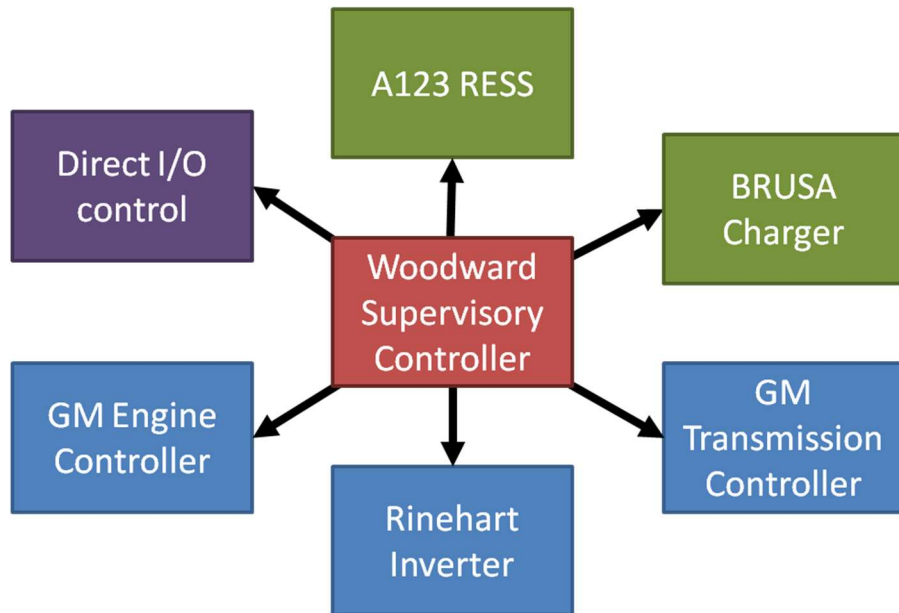 A123 RESS
Direct I/O
control
BRUSA
Charger
Woodward
Supervisory
Controller
GM Engine
Controller
Rinehart
Inverter
GM
Transmission
Controller